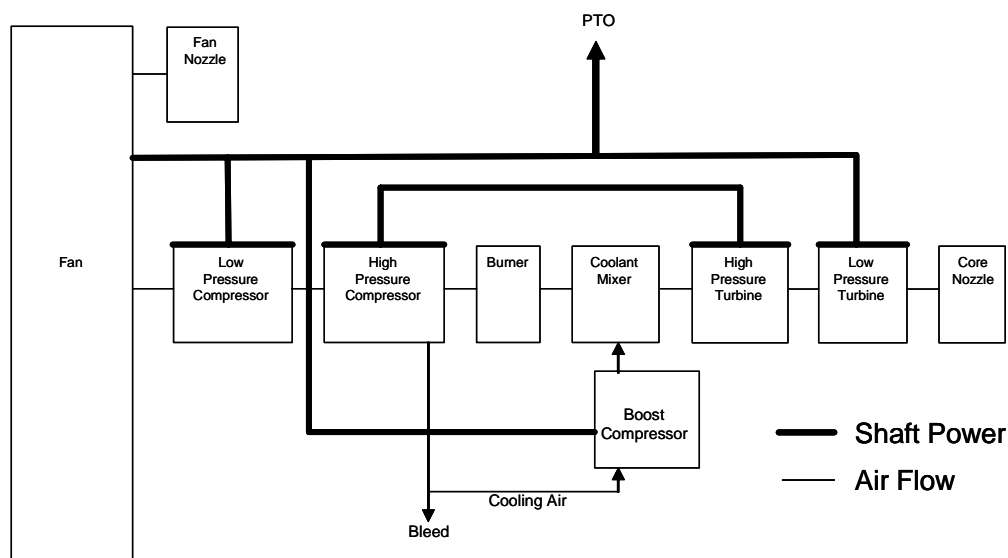 PTO
Fan
Nozzle
Fan
Low
Pressure
Compressor
High
Pressure
Compressor
Burner
Coolant
Mixer
High
Pressure
Turbine
Low
Pressure
Turbine
Core
Nozzle
Boost
Compressor
Shaft Power
Air Flow
Cooling Air
Bleed